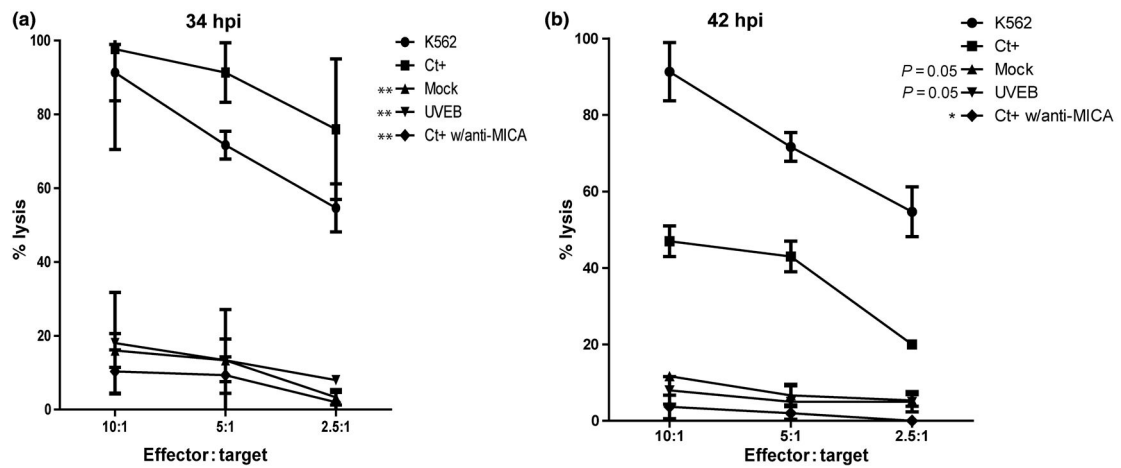 (a)
34 hpi
100
80
60
40
20
0
% lysis
10:1
5:1
2.5:1
Effector: target
K562
Ct+
** Mock
** UVEB
** Ct+ w/anti-MICA
(b)
42 hpi
100
80
60
40
20
0
% lysis
10:1
5:1
2.5:1
Effector: target
K562
Ct+
P = 0.05 Mock
P = 0.05 UVEB
* Ct+ w/anti-MICA